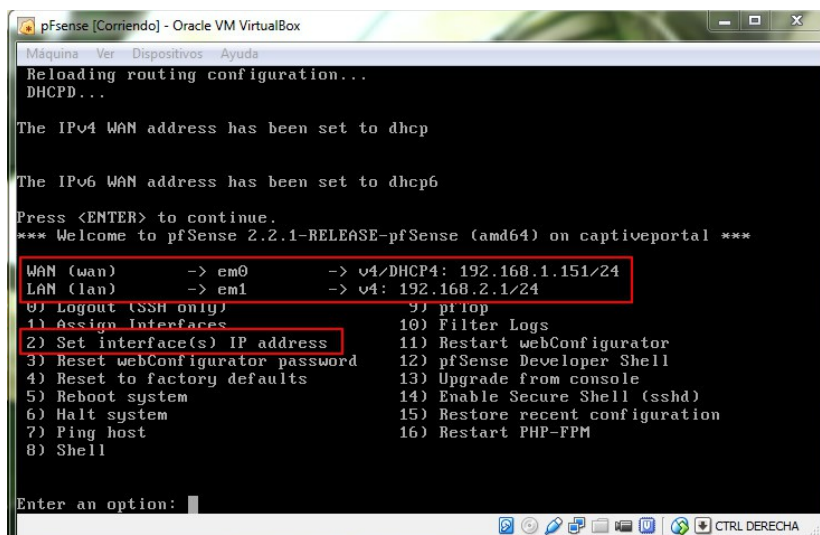 pFsense [Corriendo] - Oracle VM VirtualBox
Máquina Ver Dispositivos Ayuda
Reloading routing configuration...
DHCPD...
The IPv4 WAN address has been set to dhcp
The IPv6 WAN address has been set to dhcp6
Press <ENTER> to continue.
*** Welcome to pfSense 2.2.1-RELEASE-pfSense (amd64) on captiveportal ***
WAN (wan) -> em0 -> v4/DHCP4: 192.168.1.151/24
LAN (lan) -> em1 -> v4: 192.168.2.1/24
0) Logout (SSH only) 9) pfTop
1) Assign Interfaces 10) Filter Logs
2) Set interface(s) IP address 11) Restart webConfigurator
3) Reset webConfigurator password 12) pfSense Developer Shell
4) Reset to factory defaults 13) Upgrade from console
5) Reboot system 14) Enable Secure Shell (sshd)
6) Halt system 15) Restore recent configuration
7) Ping host 16) Restart PHP-FPM
8) Shell
Enter an option:
CTRL DERECHA